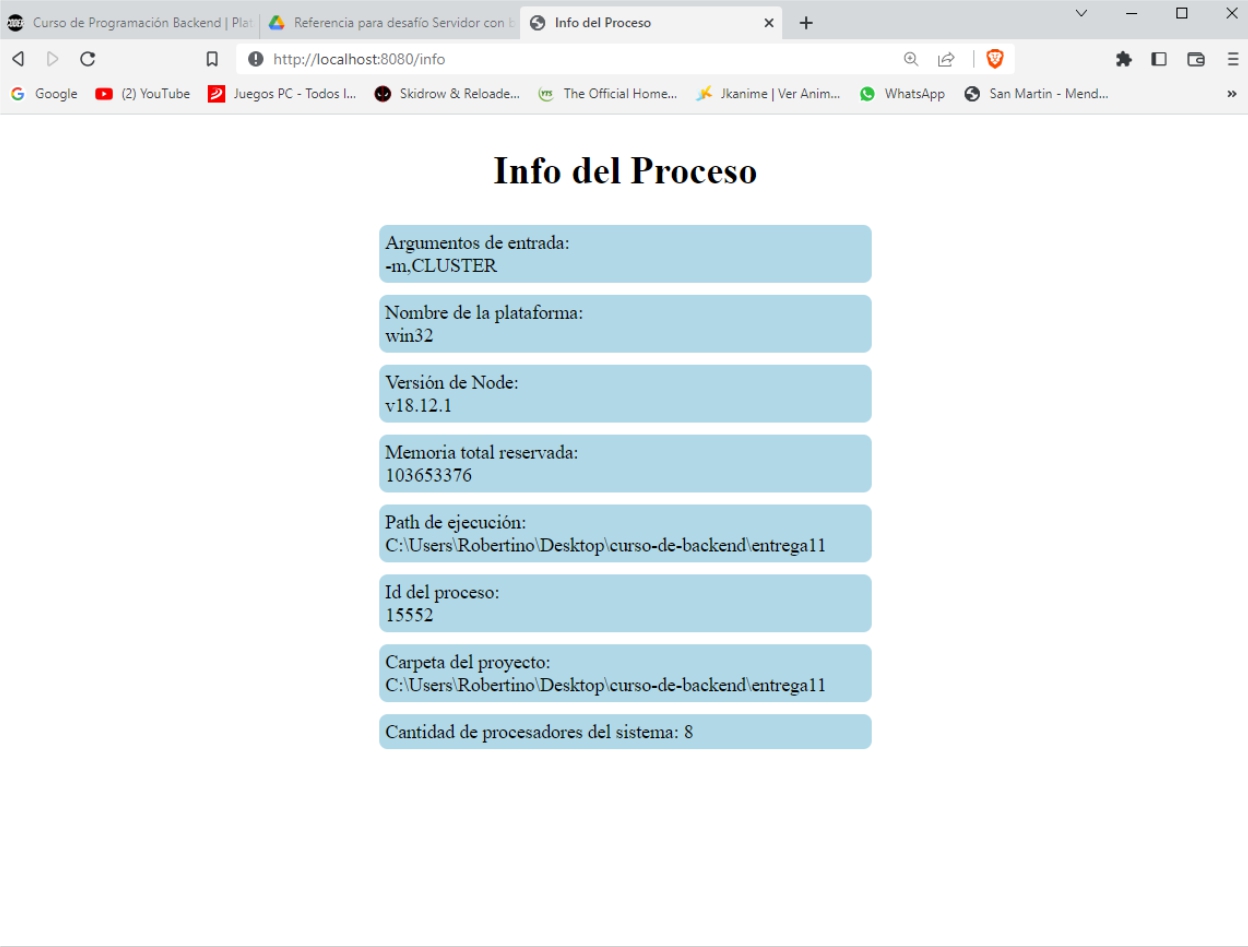 Curso de Programación Backend | Plat
Referencia para desafío Servidor con b
Info del Proceso
http://localhost:8080/info
Google
(2) YouTube
Juegos PC - Todos l...
Skidrow & Reloade...
The Official Home...
Jkanime | Ver Anim...
WhatsApp
San Martin - Mend...
Info del Proceso
Argumentos de entrada:
-m,CLUSTER
Nombre de la plataforma:
win32
Versión de Node:
v18.12.1
Memoria total reservada:
103653376
Path de ejecución:
C:\Users\Robertino\Desktop\curso-de-backend\entrega11
Id del proceso:
15552
Carpeta del proyecto:
C:\Users\Robertino\Desktop\curso-de-backend\entrega11
Cantidad de procesadores del sistema: 8